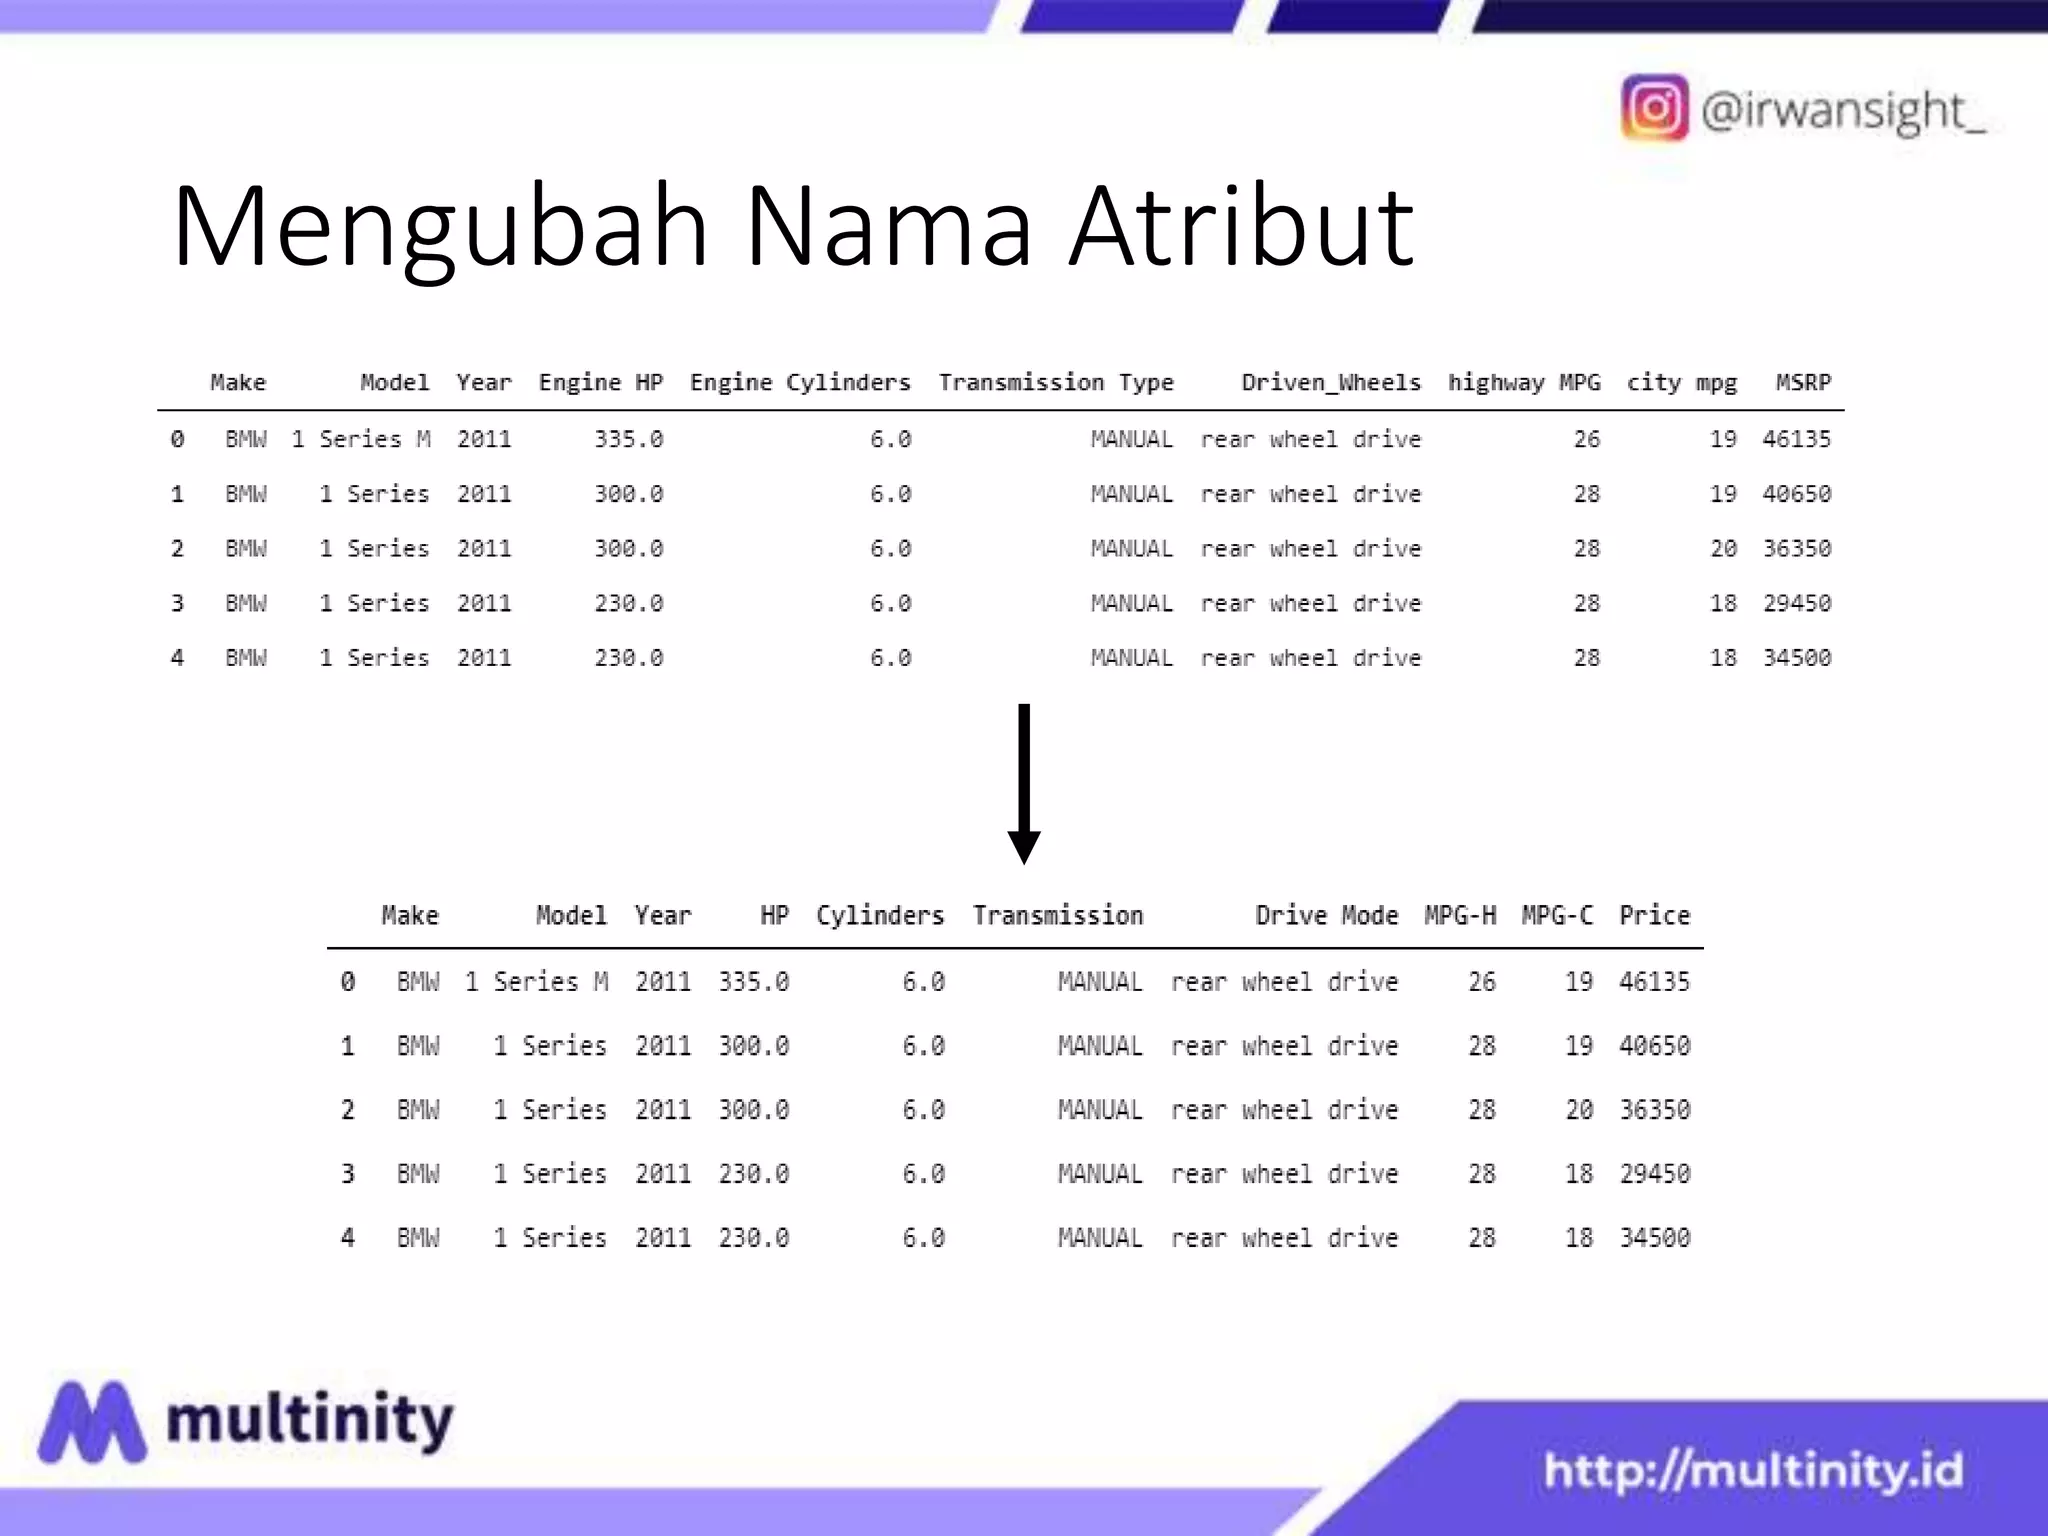 @irwansight_
Mengubah Nama Atribut
Make Model Year Engine HP Engine Cylinders Transmission Type Driven_Wheels highway MPG city mpg MSRP
0 BMW 1 Series M 2011 335.0 6.0 MANUAL rear wheel drive 26 19 46135
1 BMW 1 Series 2011 300.0 6.0 MANUAL rear wheel drive 28 19 40650
2 BMW 1 Series 2011 300.0 6.0 MANUAL rear wheel drive 28 20 36350
3 BMW 1 Series 2011 230.0 6.0 MANUAL rear wheel drive 28 18 29450
4 BMW 1 Series 2011 230.0 6.0 MANUAL rear wheel drive 28 18 34500
Make Model Year HP Cylinders Transmission Drive Mode MPG-H MPG-C Price
0 BMW 1 Series M 2011 335.0 6.0 MANUAL rear wheel drive 26 19 46135
1 BMW 1 Series 2011 300.0 6.0 MANUAL rear wheel drive 28 19 40650
2 BMW 1 Series 2011 300.0 6.0 MANUAL rear wheel drive 28 20 36350
3 BMW 1 Series 2011 230.0 6.0 MANUAL rear wheel drive 28 18 29450
4 BMW 1 Series 2011 230.0 6.0 MANUAL rear wheel drive 28 18 34500
multinity
http://multinity.id